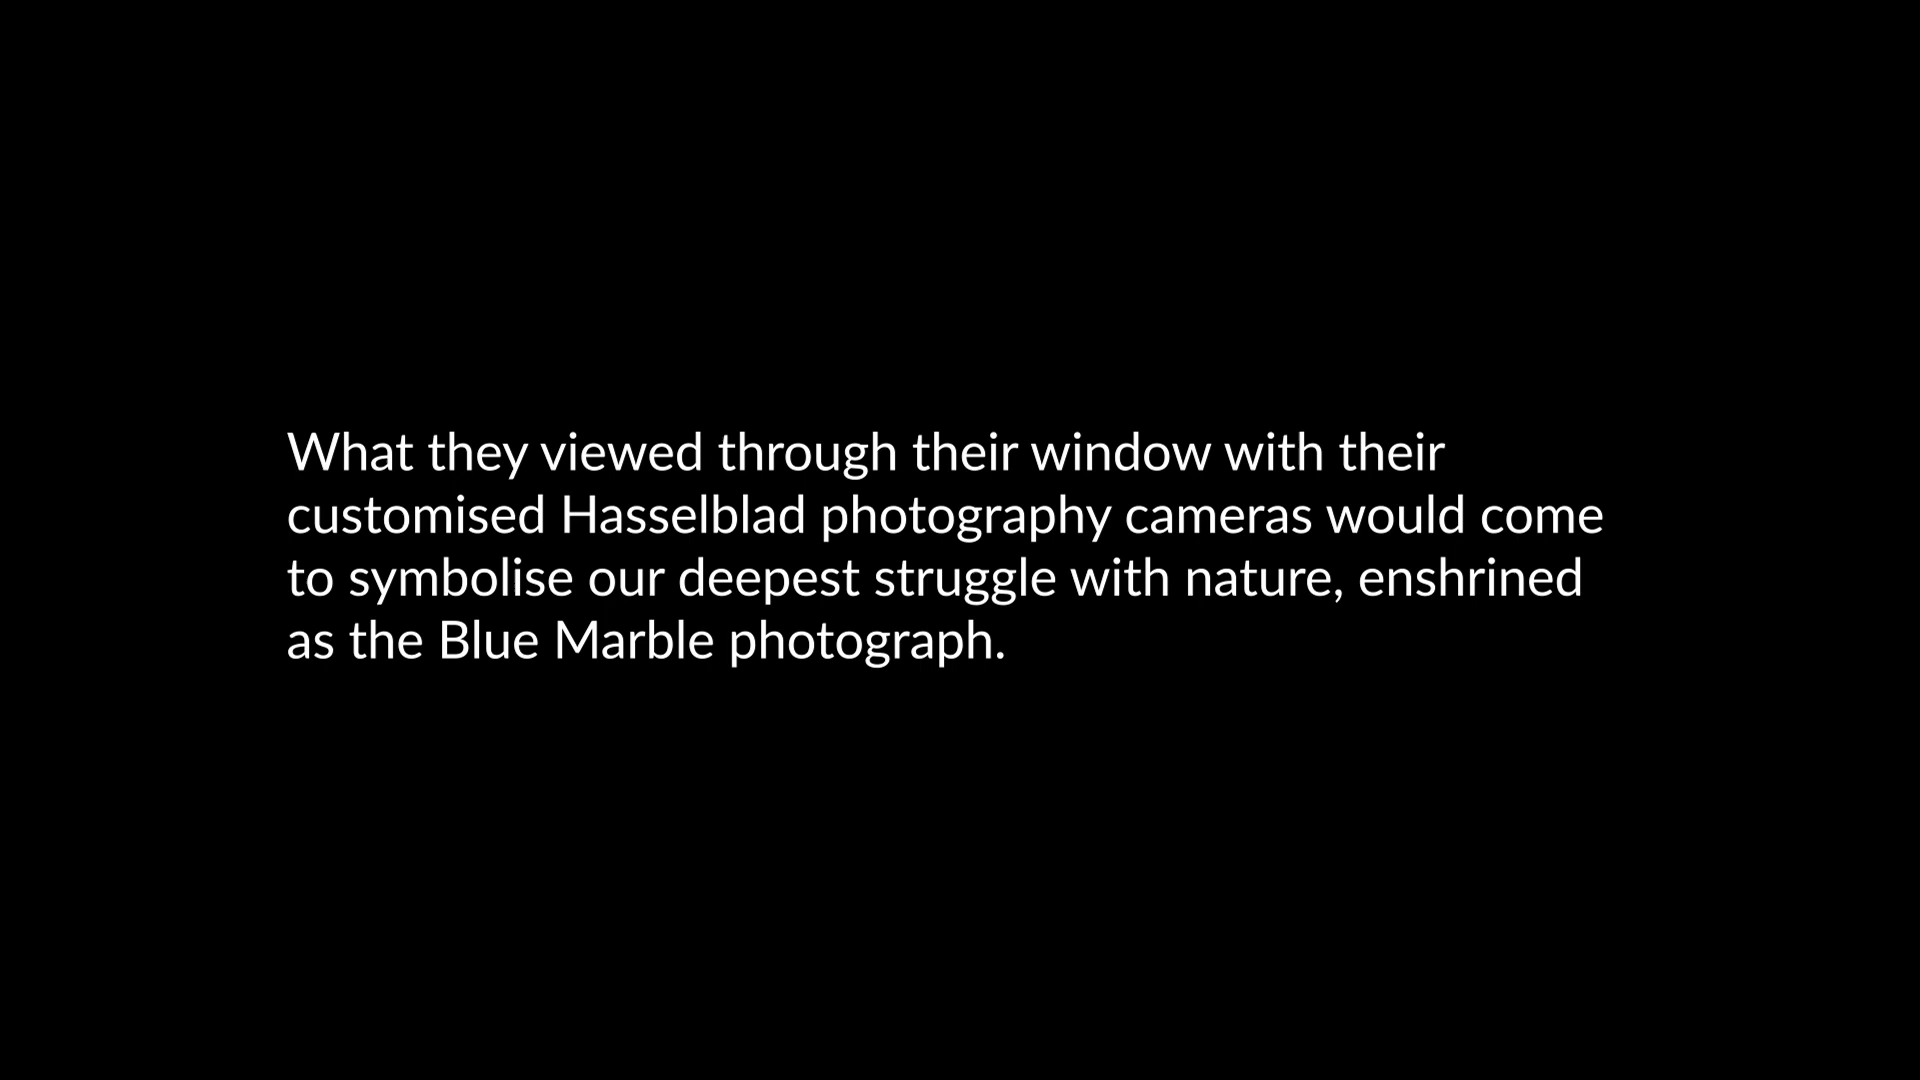 What they viewed through their window with their
customised Hasselblad photography cameras would come
to symbolise our deepest struggle with nature, enshrined
as the Blue Marble photograph.